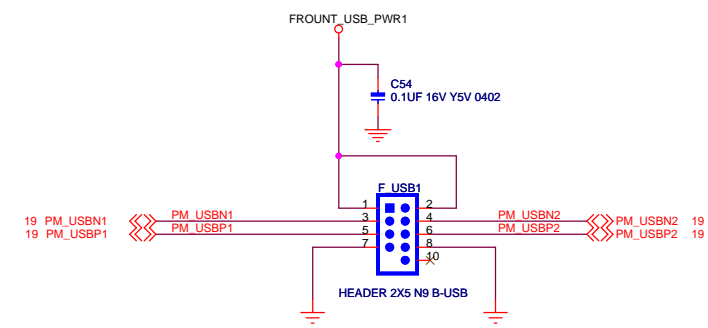 FROUNT_USB_PWR1
C54
0.1UF 16V Y5V 0402
F_USB1
1 2
19 PM_USBN1 PM_USBN1 3 4 PM_USBN2 PM_USBN2 19
19 PM_USBP1 PM_USBP1 5 6 PM_USBP2 PM_USBP2 19
7 8
10
HEADER 2X5 N9 B-USB